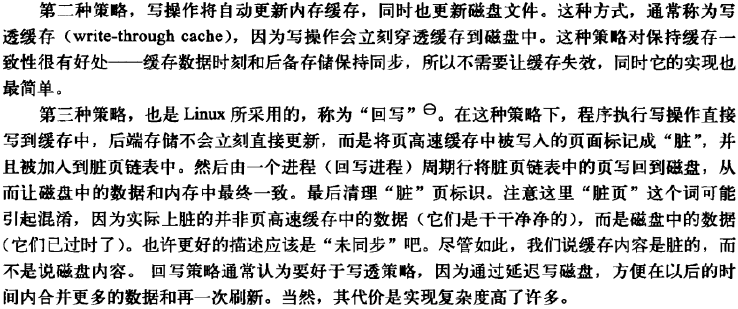 第二种策略，写操作将自动更新内存缓存，同时也更新磁盘文件。这种方式，通常称为写
透缓存（write-through cache），因为写操作会立刻穿透缓存到磁盘中。这种策略对保持缓存一
致性很有好处——缓存数据时刻和后备存储保持同步，所以不需要让缓存失效，同时它的实现也
最简单。
第三种策略，也是 Linux 所采用的，称为“回写”㊀。在这种策略下，程序执行写操作直接
写到缓存中，后端存储不会立刻直接更新，而是将页高速缓存中被写入的页面标记成“脏”，并
且被加入到脏页链表中。然后由一个进程（回写进程）周期行将脏页链表中的页写回到磁盘，从
而让磁盘中的数据和内存中最终一致。最后清理“脏”页标识。注意这里“脏页”这个词可能
引起混淆，因为实际上脏的并非页高速缓存中的数据（它们是干干净净的），而是磁盘中的数据
（它们已过时了）。也许更好的描述应该是“未同步”吧。尽管如此，我们说缓存内容是脏的，而
不是说磁盘内容。 回写策略通常认为要好于写透策略，因为通过延迟写磁盘，方便在以后的时
间内合并更多的数据和再一次刷新。当然，其代价是实现复杂度高了许多。